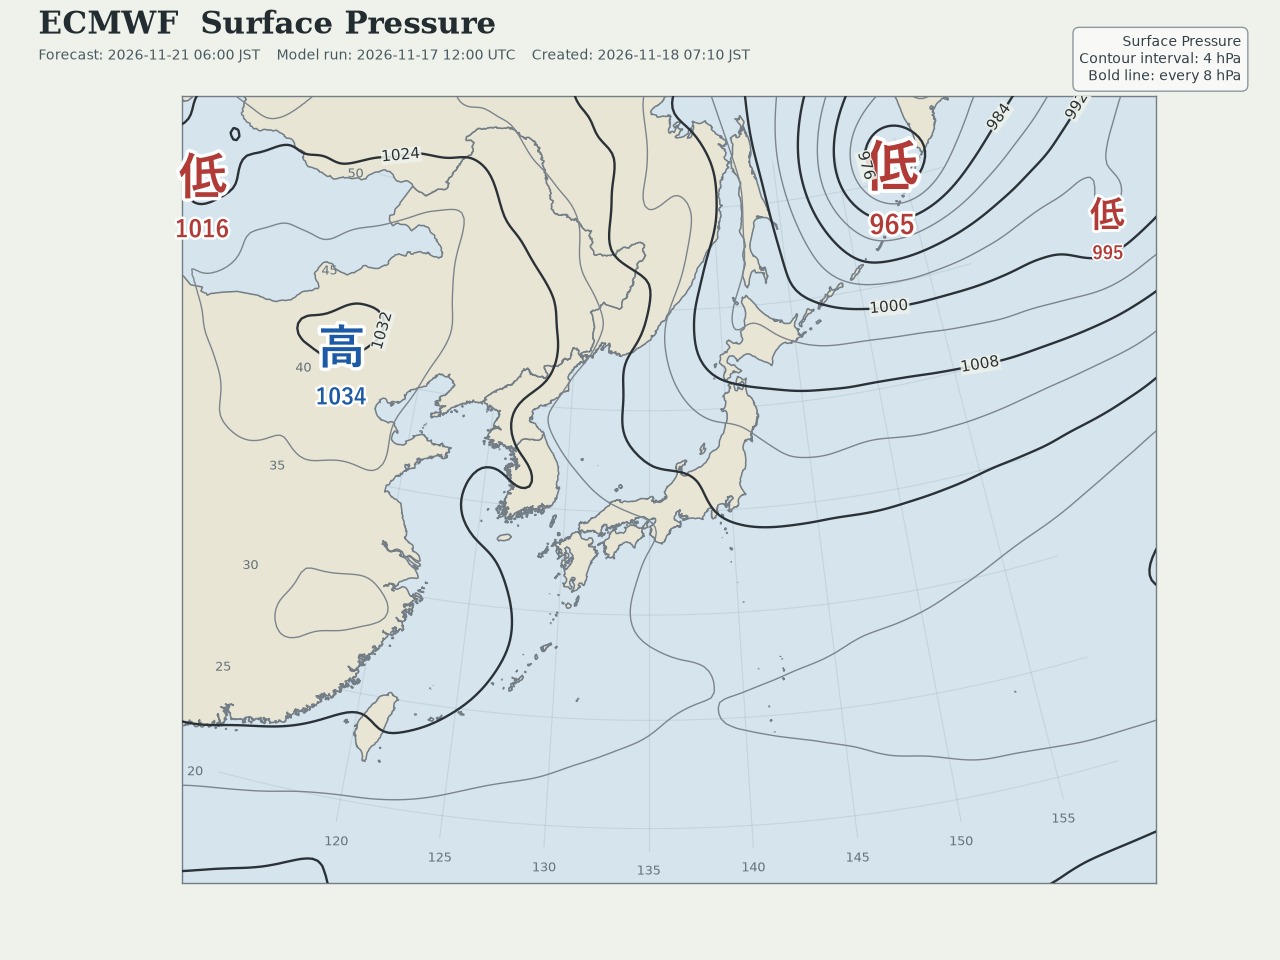 ECMWF  Surface Pressure
Forecast: 2026-11-21 06:00 JST    Model run: 2026-11-17 12:00 UTC    Created: 2026-11-18 07:10 JST
Surface Pressure
Contour interval: 4 hPa
Bold line: every 8 hPa
992
984
1024
976
低
965
低
1016
50
低
995
45
1000
1032
高
1034
40
1008
35
30
25
20
120
125
130
135
140
145
150
155